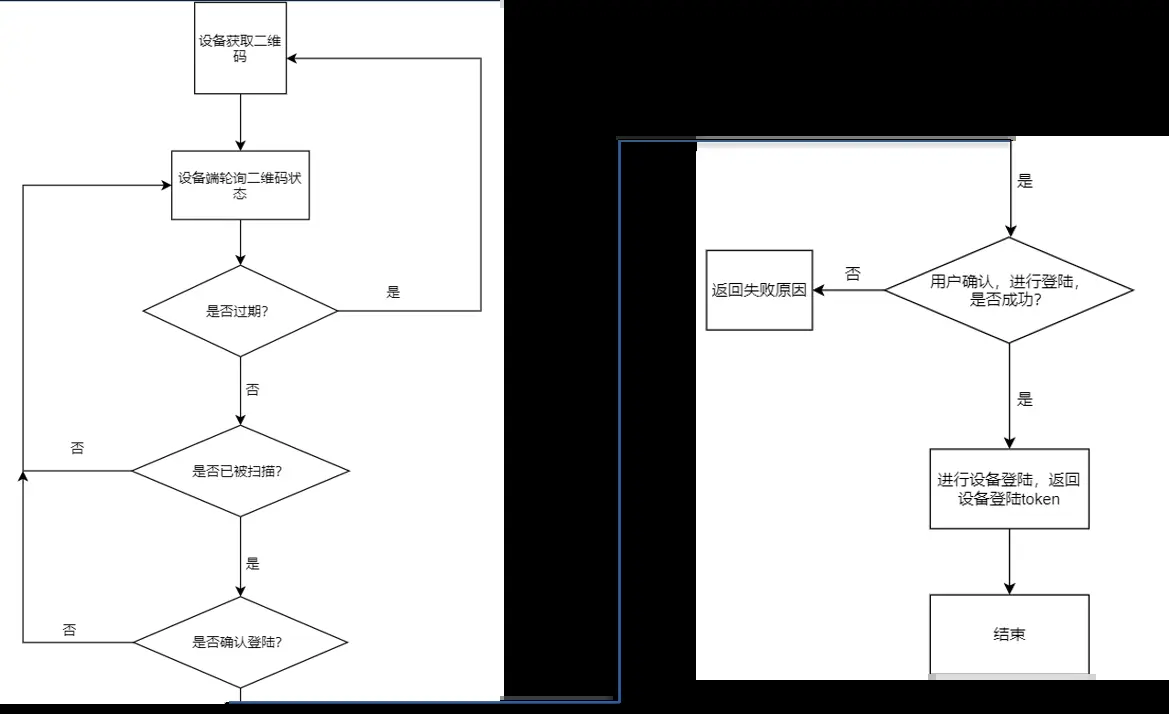 设备获取二维
码
设备端轮询二维码状
态
是否过期?
是
否
是否已被扫描?
否
是
是否确认登陆?
否
是
用户确认，进行登陆，
是否成功?
否
返回失败原因
是
进行设备登陆，返回
设备登陆token
结束